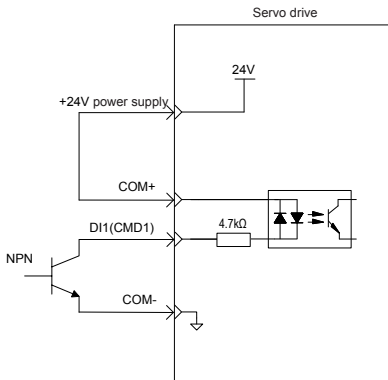 Servo drive
24V
+24V power supply
COM+
DI1(CMD1)
4.7kΩ
NPN
COM-